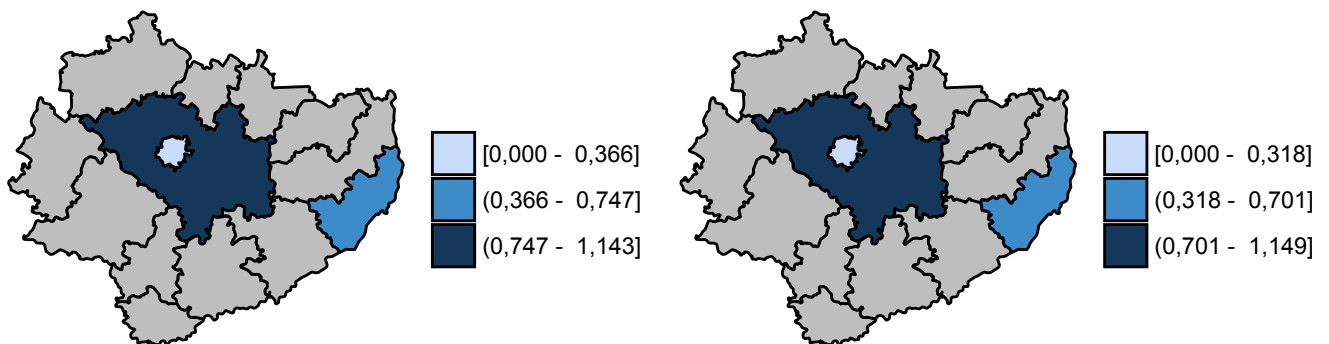 [0,000 - 0,366]
(0,366 - 0,747]
(0,747 - 1,143]
[0,000 - 0,318]
(0,318 - 0,701]
(0,701 - 1,149]